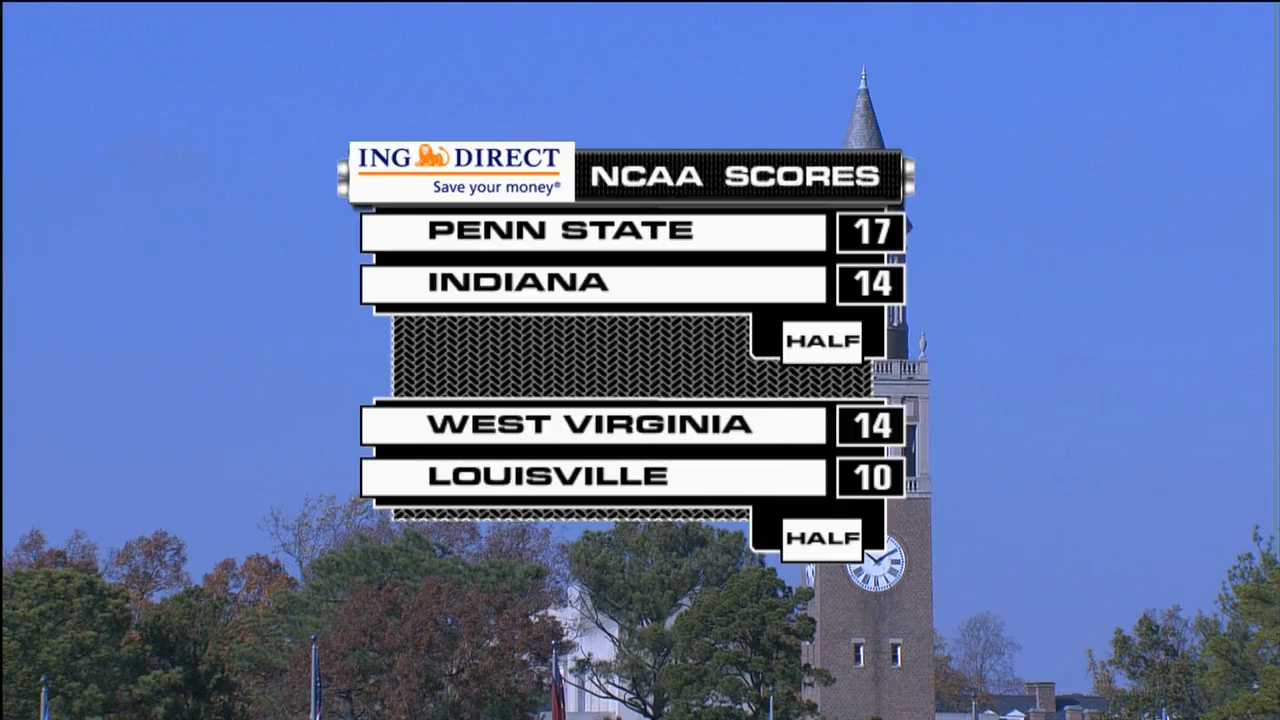 ING DIRECT
Save your money®
NCAA SCORES
PENN STATE 17
INDIANA 14
HALF
WEST VIRGINIA 14
LOUISVILLE 10
HALF